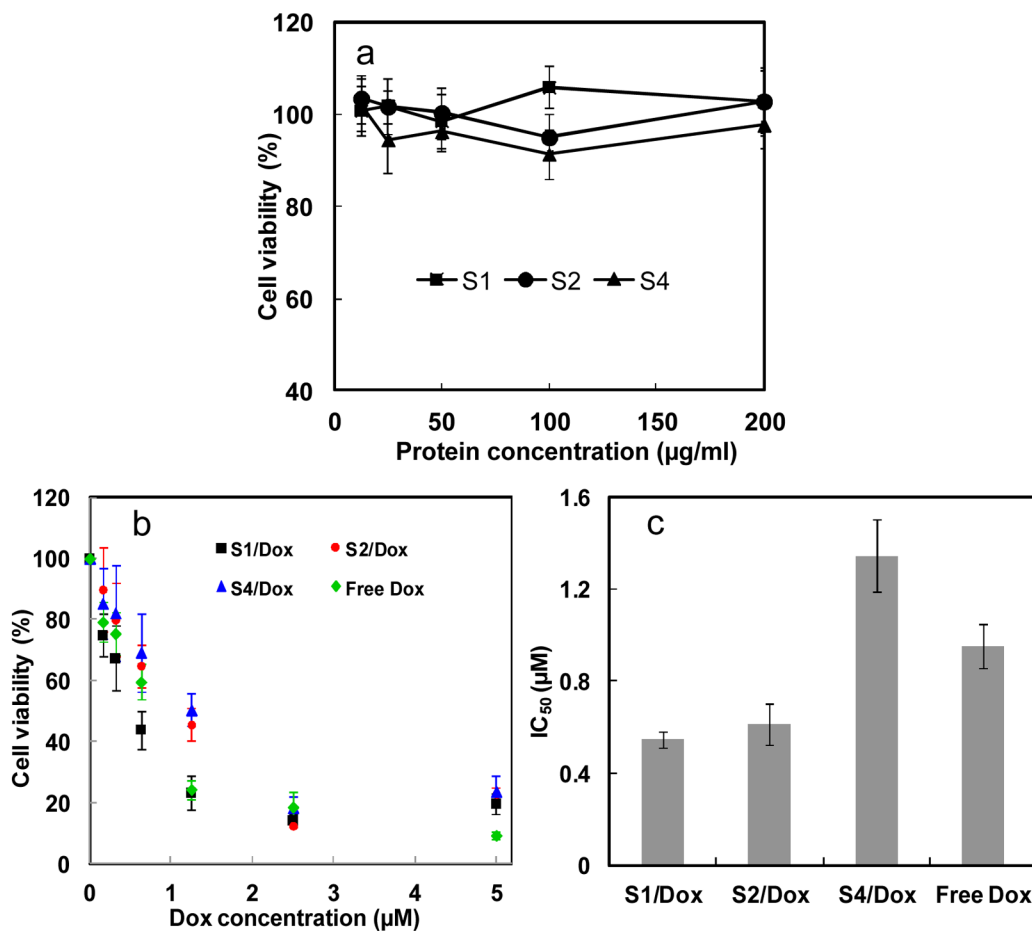 a
120
100
80
60
40
Cell viability (%)
S1 S2 S4
0 50 100 150 200
Protein concentration (µg/ml)
b
120
100
80
60
40
20
0
Cell viability (%)
S1/Dox S2/Dox
S4/Dox Free Dox
0 1 2 3 4 5
Dox concentration (µM)
c
1.6
1.2
0.8
0.4
0
IC50 (µM)
S1/Dox S2/Dox S4/Dox Free Dox